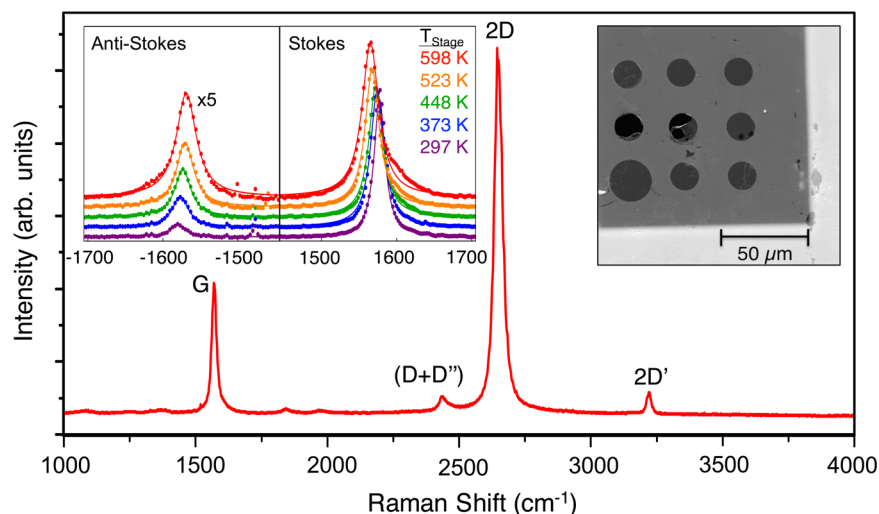 Anti-Stokes
Stokes
T_Stage
598 K
523 K
448 K
373 K
297 K
x5
-1700
-1600
-1500
1500
1600
1700
2D
50 µm
G
(D+D”)
2D’
Intensity (arb. units)
1000
1500
2000
2500
3000
3500
4000
Raman Shift (cm⁻¹)